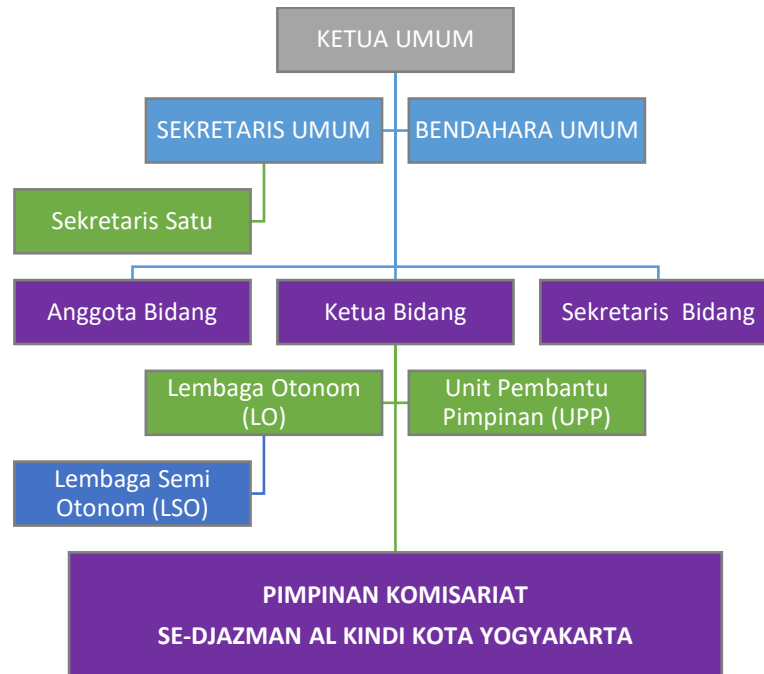 KETUA UMUM
SEKRETARIS UMUM
BENDAHARA UMUM
Sekretaris Satu
Anggota Bidang
Ketua Bidang
Sekretaris Bidang
Lembaga Otonom
(LO)
Unit Pembantu
Pimpinan (UPP)
Lembaga Semi
Otonom (LSO)
PIMPINAN KOMISARIAT
SE-DJAZMAN AL KINDI KOTA YOGYAKARTA